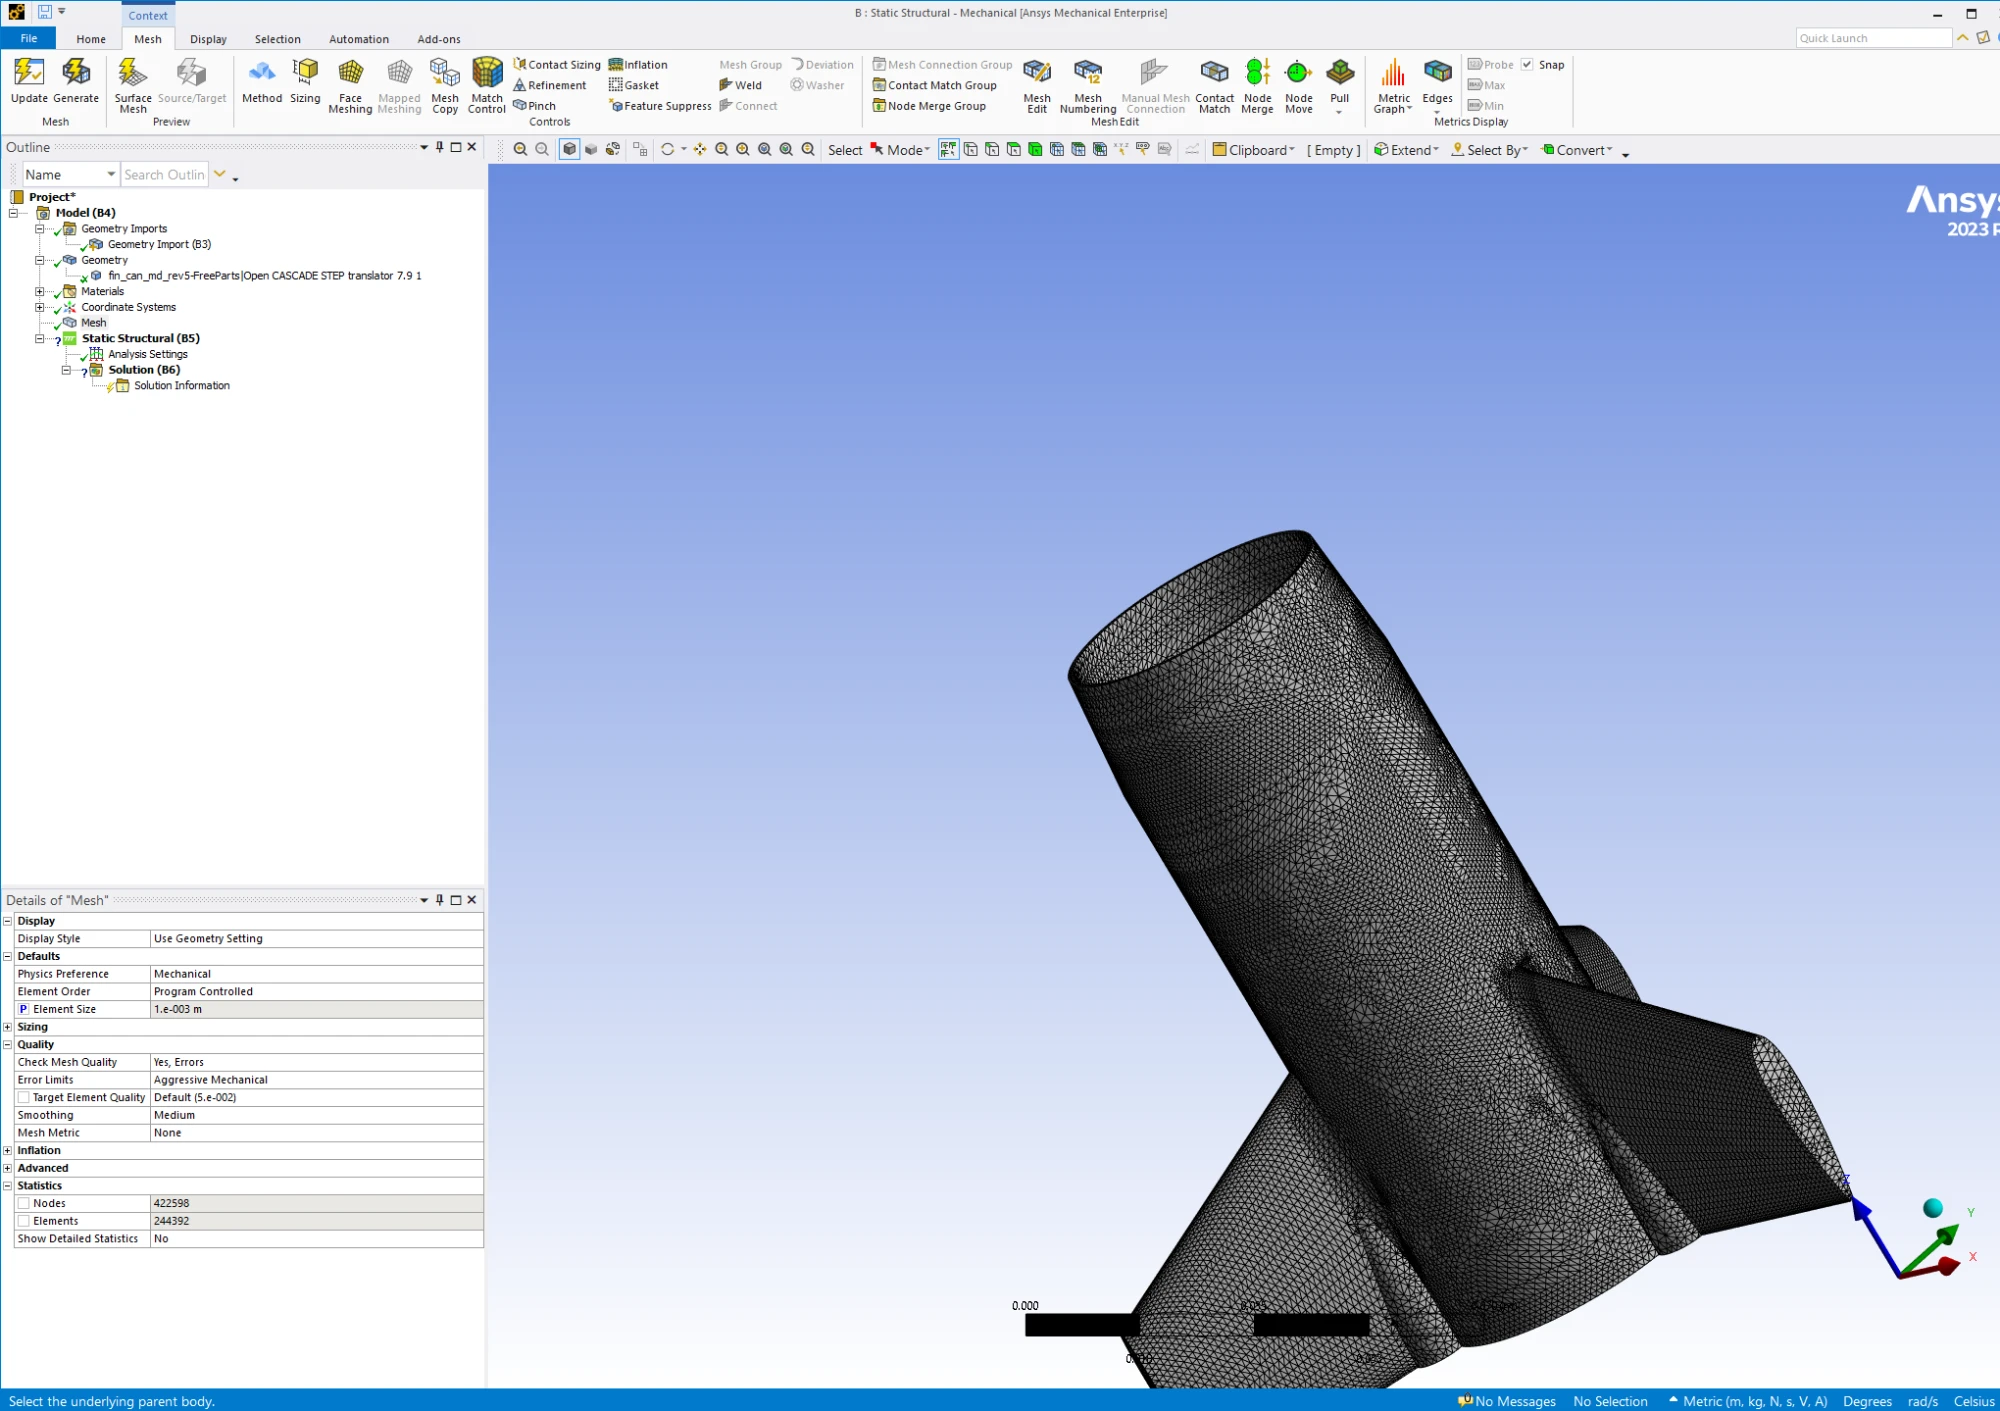 Context
B : Static Structural - Mechanical [Ansys Mechanical Enterprise]
File Home Mesh Display Selection Automation Add-ons
Quick Launch
Update Generate
Mesh
Surface Mesh Source/Target
Preview
Method Sizing Face Meshing Mapped Meshing Mesh Copy Match Control
Contact Sizing Inflation
Refinement Gasket
Pinch Feature Suppress
Controls
Mesh Group Deviation
Weld Washer
Connect
Mesh Connection Group
Contact Match Group
Node Merge Group
Mesh Edit Mesh Numbering Manual Mesh Connection Contact Match Node Merge Node Move Pull
Mesh Edit
Metric Graph Edges
Probe Snap
Max
Min
Metrics Display
Outline
Select Mode Clipboard [ Empty ] Extend Select By Convert
Name Search Outlin
Project*
Model (B4)
Geometry Imports
Geometry Import (B3)
Geometry
fin_can_md_rev5-FreeParts|Open CASCADE STEP translator 7.9 1
Materials
Coordinate Systems
Mesh
Static Structural (B5)
Analysis Settings
Solution (B6)
Solution Information
Ansys
2023 R
Details of "Mesh"
Display
Display Style Use Geometry Setting
Defaults
Physics Preference Mechanical
Element Order Program Controlled
P Element Size 1.e-003 m
Sizing
Quality
Check Mesh Quality Yes, Errors
Error Limits Aggressive Mechanical
Target Element Quality Default (5.e-002)
Smoothing Medium
Mesh Metric None
Inflation
Advanced
Statistics
Nodes 422598
Elements 244392
Show Detailed Statistics No
Z
Y
X
0.000
Select the underlying parent body.
No Messages No Selection Metric (m, kg, N, s, V, A) Degrees rad/s Celsius